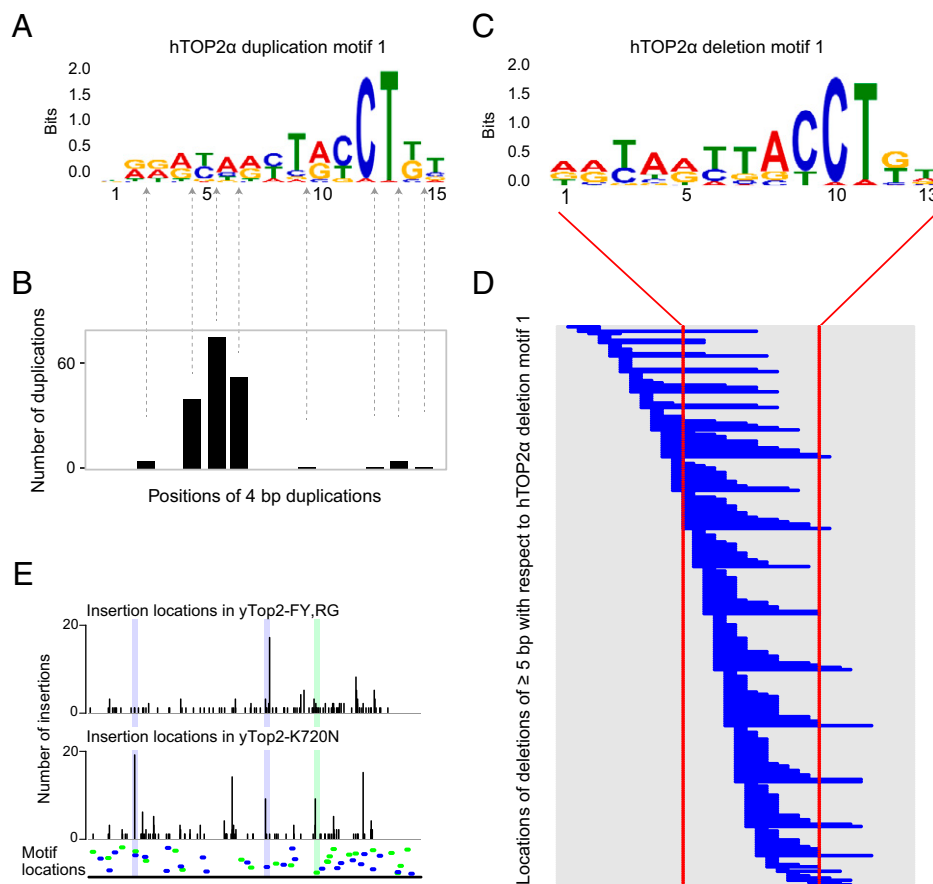 A
hTOP2α duplication motif 1
Bits
2.0
1.5
1.0
0.5
0.0
1
5
10
15
B
Number of duplications
60
0
Positions of 4 bp duplications
C
hTOP2α deletion motif 1
Bits
2.0
1.5
1.0
0.5
0.0
1
5
10
13
D
Locations of deletions of ≥ 5 bp with respect to hTOP2α deletion motif 1
E
Number of insertions
Insertion locations in yTop2-FY,RG
20
0
Insertion locations in yTop2-K720N
20
0
Motif
locations